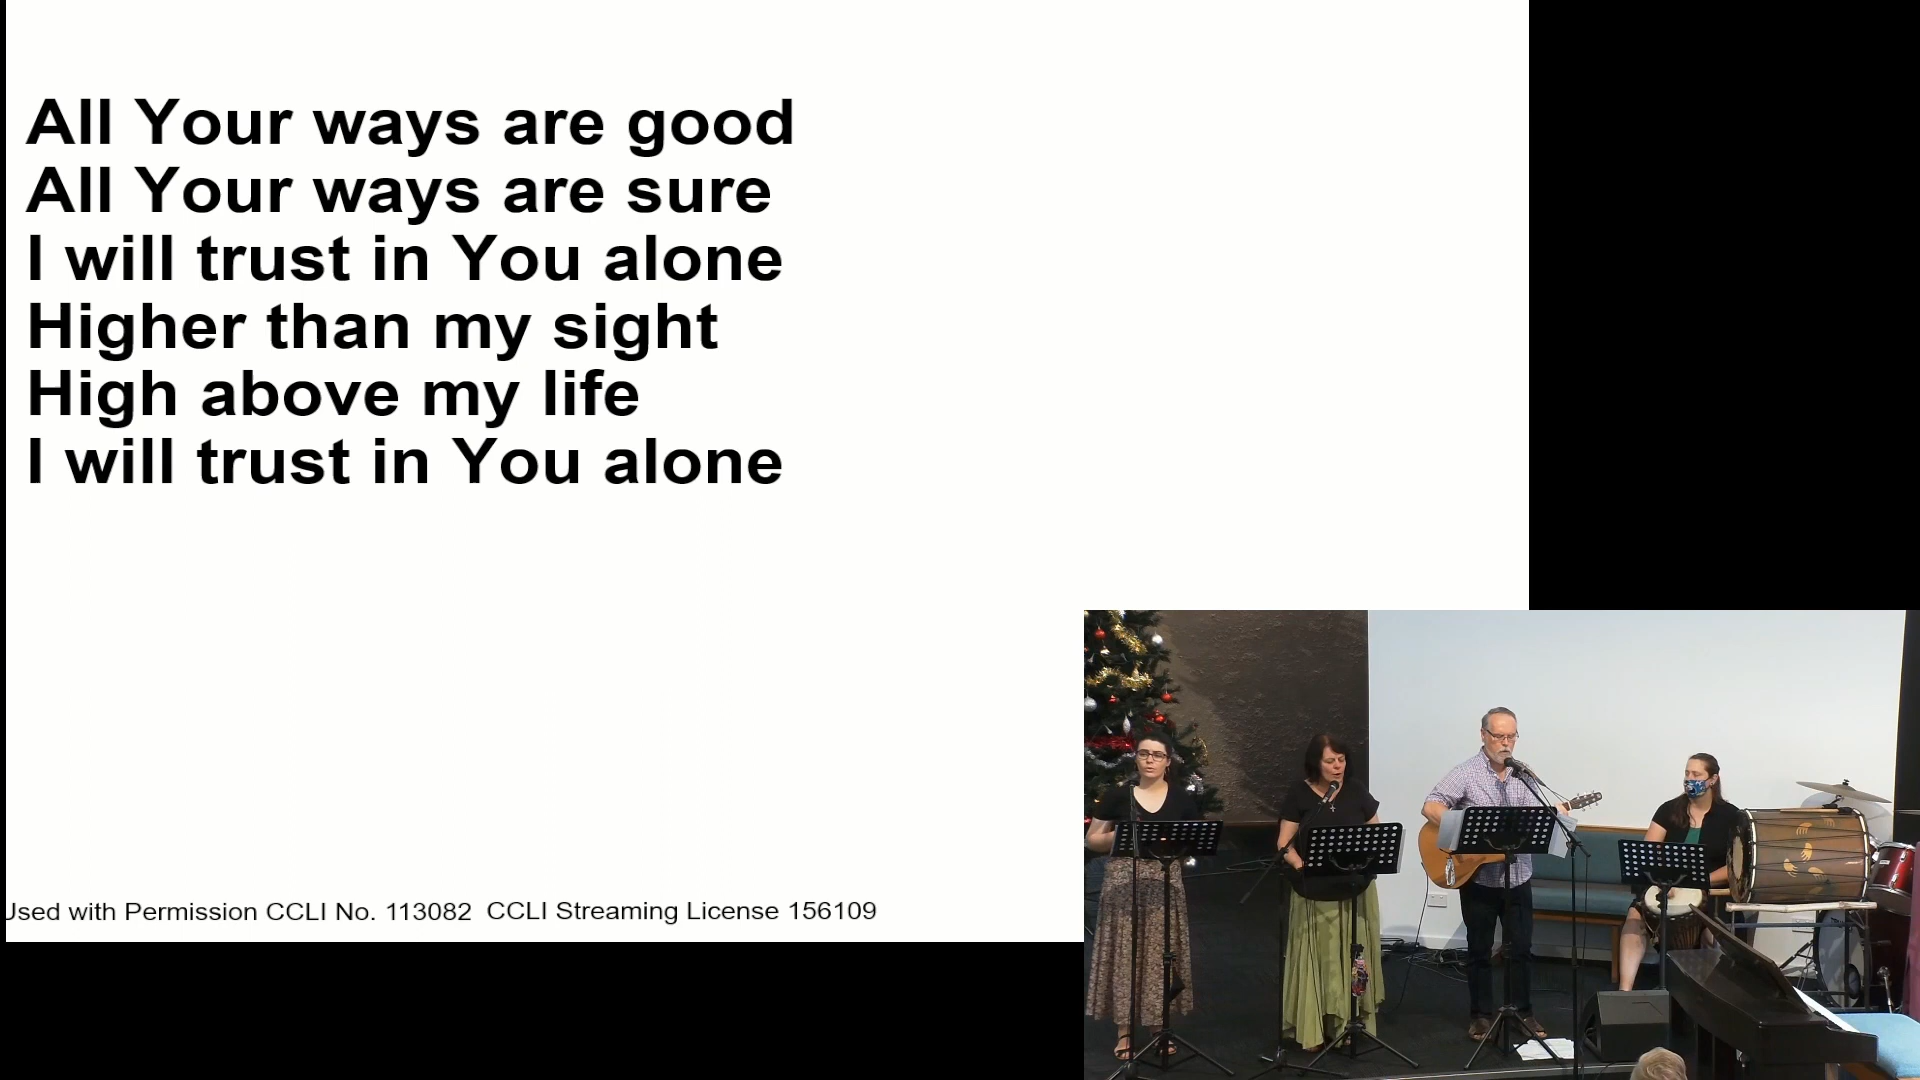 All Your ways are good
All Your ways are sure
I will trust in You alone
Higher than my sight
High above my life
I will trust in You alone
Used with Permission CCLI No. 113082 CCLI Streaming License 156109